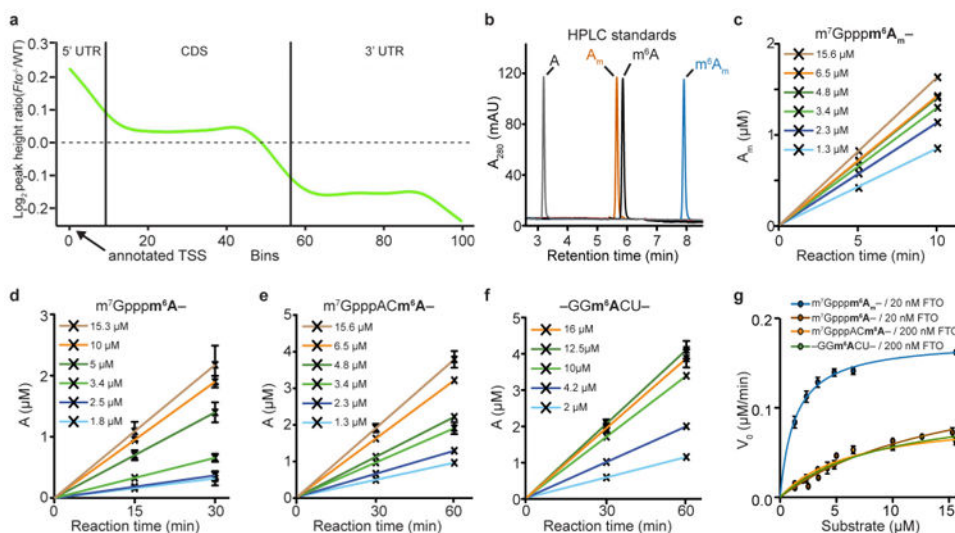 a
5' UTR
CDS
3' UTR
Log₂ peak height ratio(Fto⁻/⁻/WT)
0.3
0.2
0.1
0.0
-0.1
-0.2
0
20
40
60
80
100
annotated TSS
Bins
b
HPLC standards
A
Aₘ
m⁶A
m⁶Aₘ
A₂₈₀ (mAU)
120
80
40
0
3
4
5
6
7
8
Retention time (min)
c
m⁷Gpppm⁶Aₘ–
15.6 µM
6.5 µM
4.8 µM
3.4 µM
2.3 µM
1.3 µM
Aₘ (µM)
2
1
0
0
5
10
Reaction time (min)
d
m⁷Gpppm⁶A–
15.3 µM
10 µM
5 µM
3.4 µM
2.5 µM
1.8 µM
A (µM)
3
2
1
0
0
15
30
Reaction time (min)
e
m⁷GpppACm⁶A–
15.6 µM
6.5 µM
4.8 µM
3.4 µM
2.3 µM
1.3 µM
A (µM)
5
4
3
2
1
0
0
30
60
Reaction time (min)
f
–GGm⁶ACU–
16 µM
12.5µM
10µM
4.2 µM
2 µM
A (µM)
5
4
3
2
1
0
0
30
60
Reaction time (min)
g
m⁷Gpppm⁶Aₘ– / 20 nM FTO
m⁷Gpppm⁶A– / 20 nM FTO
m⁷GpppACm⁶A– / 200 nM FTO
–GGm⁶ACU– / 200 nM FTO
V₀ (µM/min)
0.2
0.1
0.0
0
5
10
15
Substrate (µM)